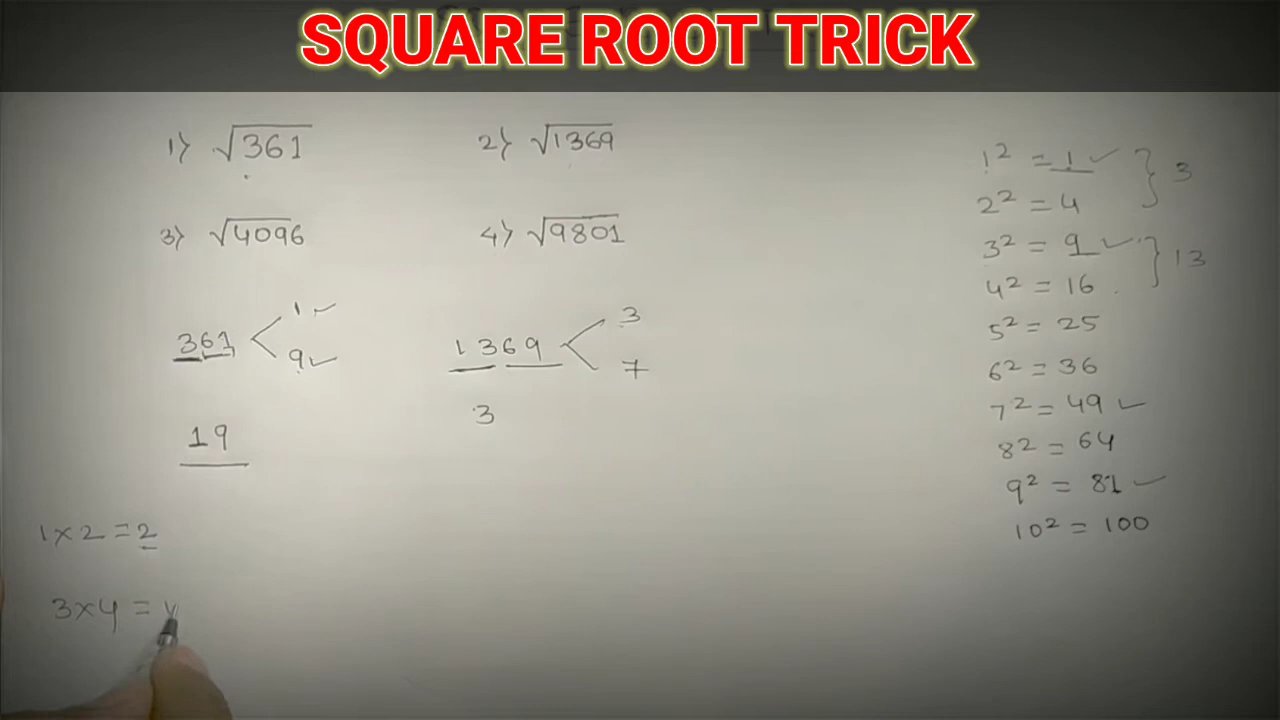 SQUARE ROOT TRICK
1) √361
2) √1369
3) √4096
4) √9801
361 < 1 ✓
9 ✓
19
1369 < 3
7
3
1 × 2 = 2
3 × 4 =
1² = 1 ✓ } 3
2² = 4
3² = 9 ✓ } 13
4² = 16
5² = 25
6² = 36
7² = 49 ✓
8² = 64
9² = 81 ✓
10² = 100